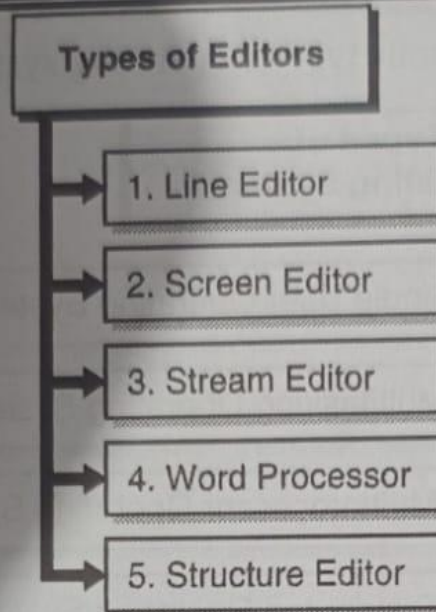 Types of Editors
1. Line Editor
2. Screen Editor
3. Stream Editor
4. Word Processor
5. Structure Editor